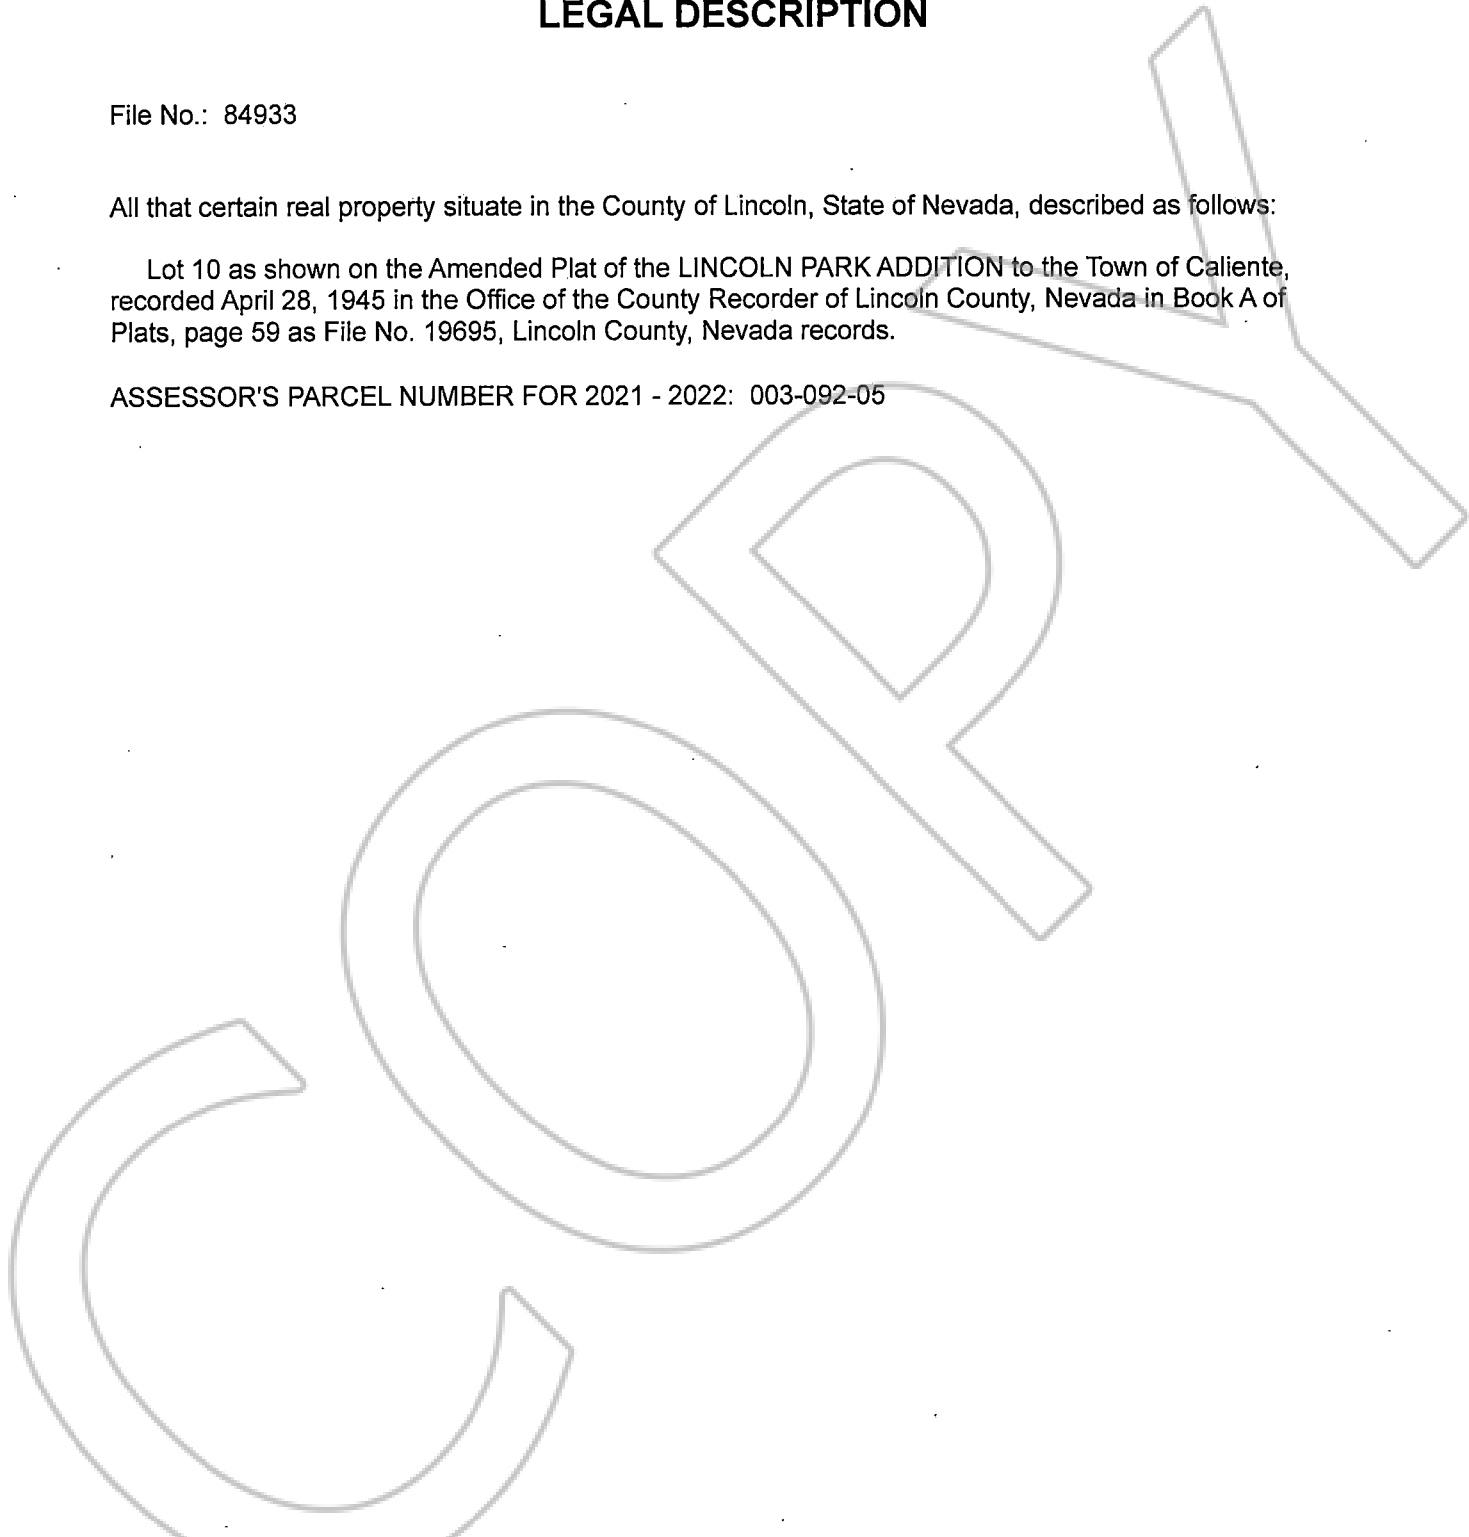 LEGAL DESCRIPTION
File No.: 84933
All that certain real property situate in the County of Lincoln, State of Nevada, described as follows:
Lot 10 as shown on the Amended Plat of the LINCOLN PARK ADDITION to the Town of Caliente,
recorded April 28, 1945 in the Office of the County Recorder of Lincoln County, Nevada in Book A of
Plats, page 59 as File No. 19695, Lincoln County, Nevada records.
ASSESSOR'S PARCEL NUMBER FOR 2021 - 2022: 003-092-05
COPY